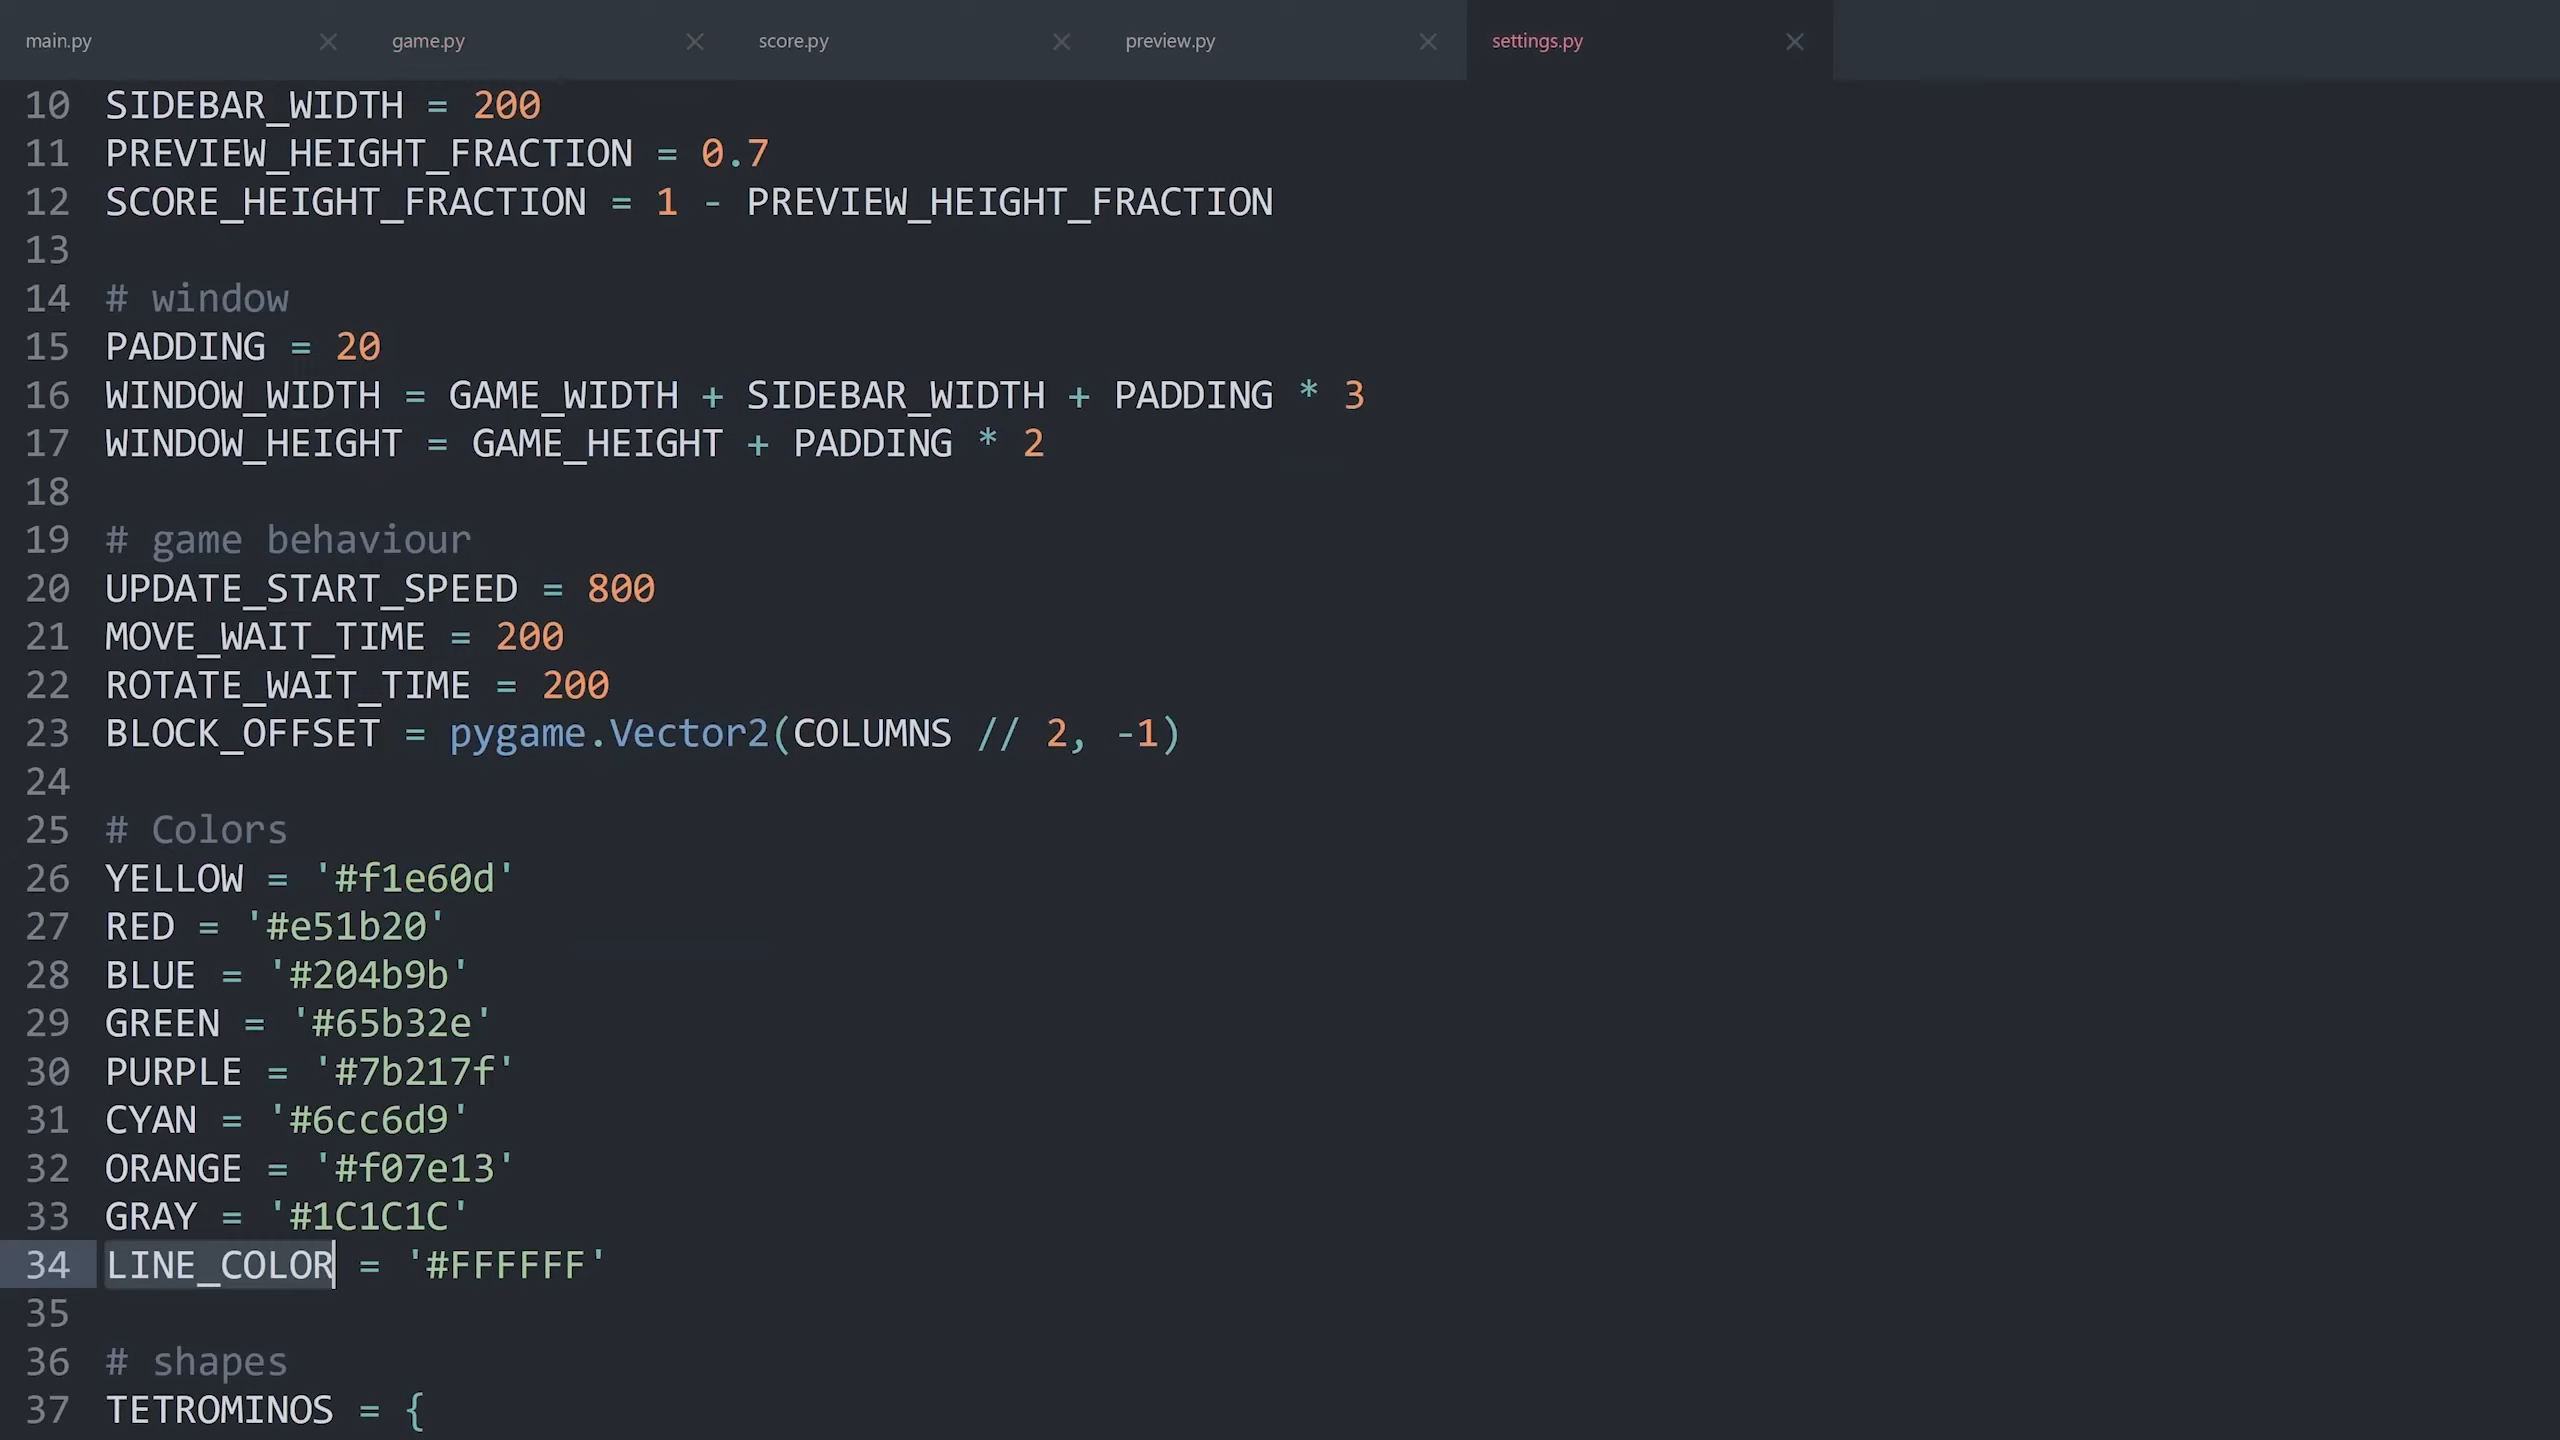 main.py × game.py × score.py × preview.py × settings.py ×
10 SIDEBAR_WIDTH = 200
11 PREVIEW_HEIGHT_FRACTION = 0.7
12 SCORE_HEIGHT_FRACTION = 1 - PREVIEW_HEIGHT_FRACTION
13
14 # window
15 PADDING = 20
16 WINDOW_WIDTH = GAME_WIDTH + SIDEBAR_WIDTH + PADDING * 3
17 WINDOW_HEIGHT = GAME_HEIGHT + PADDING * 2
18
19 # game behaviour
20 UPDATE_START_SPEED = 800
21 MOVE_WAIT_TIME = 200
22 ROTATE_WAIT_TIME = 200
23 BLOCK_OFFSET = pygame.Vector2(COLUMNS // 2, -1)
24
25 # Colors
26 YELLOW = '#f1e60d'
27 RED = '#e51b20'
28 BLUE = '#204b9b'
29 GREEN = '#65b32e'
30 PURPLE = '#7b217f'
31 CYAN = '#6cc6d9'
32 ORANGE = '#f07e13'
33 GRAY = '#1C1C1C'
34 LINE_COLOR = '#FFFFFF'
35
36 # shapes
37 TETROMINOS = {